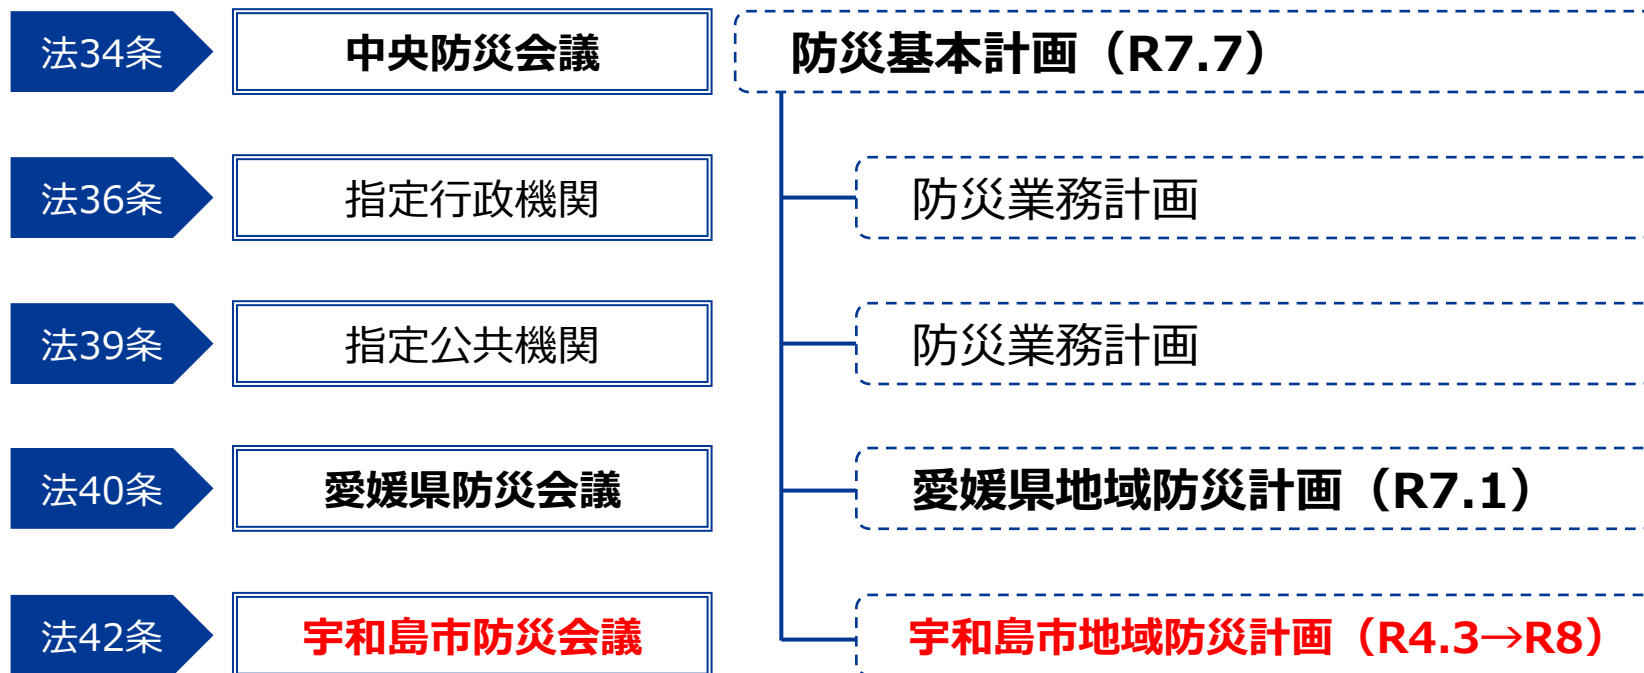 法34条 中央防災会議 防災基本計画（R7.7）
法36条 指定行政機関 防災業務計画
法39条 指定公共機関 防災業務計画
法40条 愛媛県防災会議 愛媛県地域防災計画（R7.1）
法42条 宇和島市防災会議 宇和島市地域防災計画（R4.3→R8）